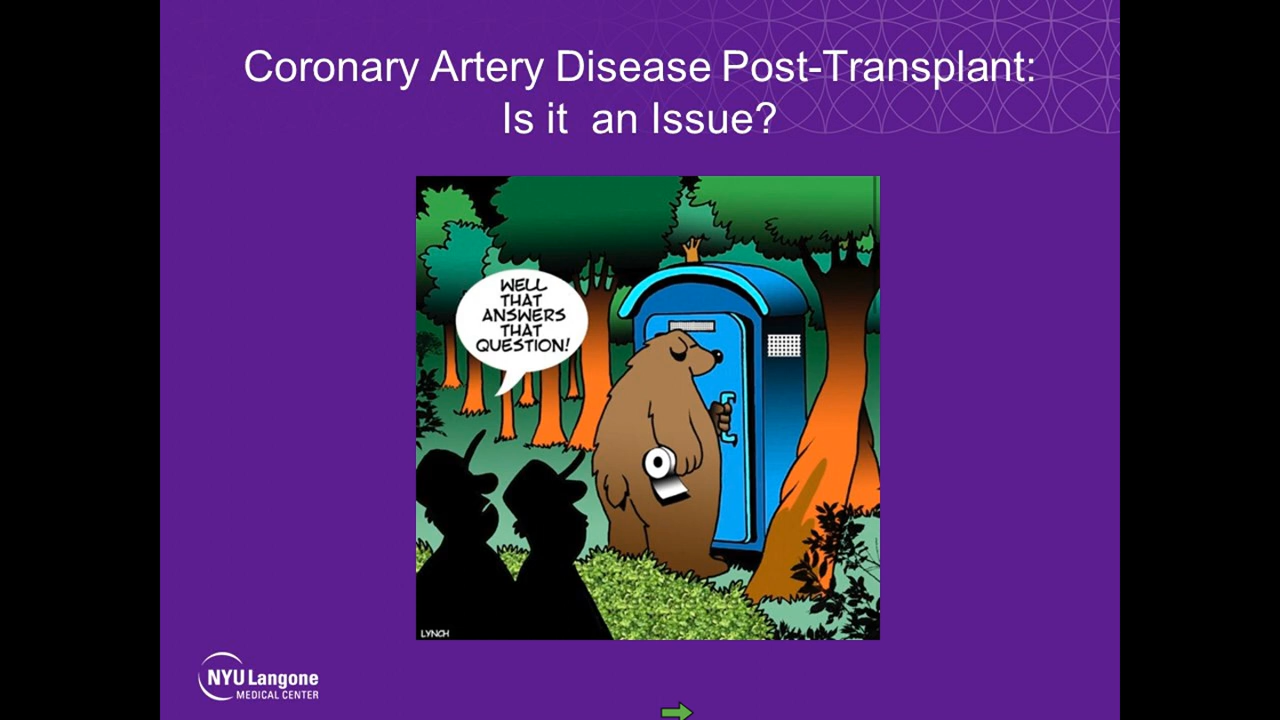 Coronary Artery Disease Post-Transplant:
Is it  an Issue?
WELL
THAT
ANSWERS
THAT
QUESTION!
LYNCH
NYU Langone
MEDICAL CENTER